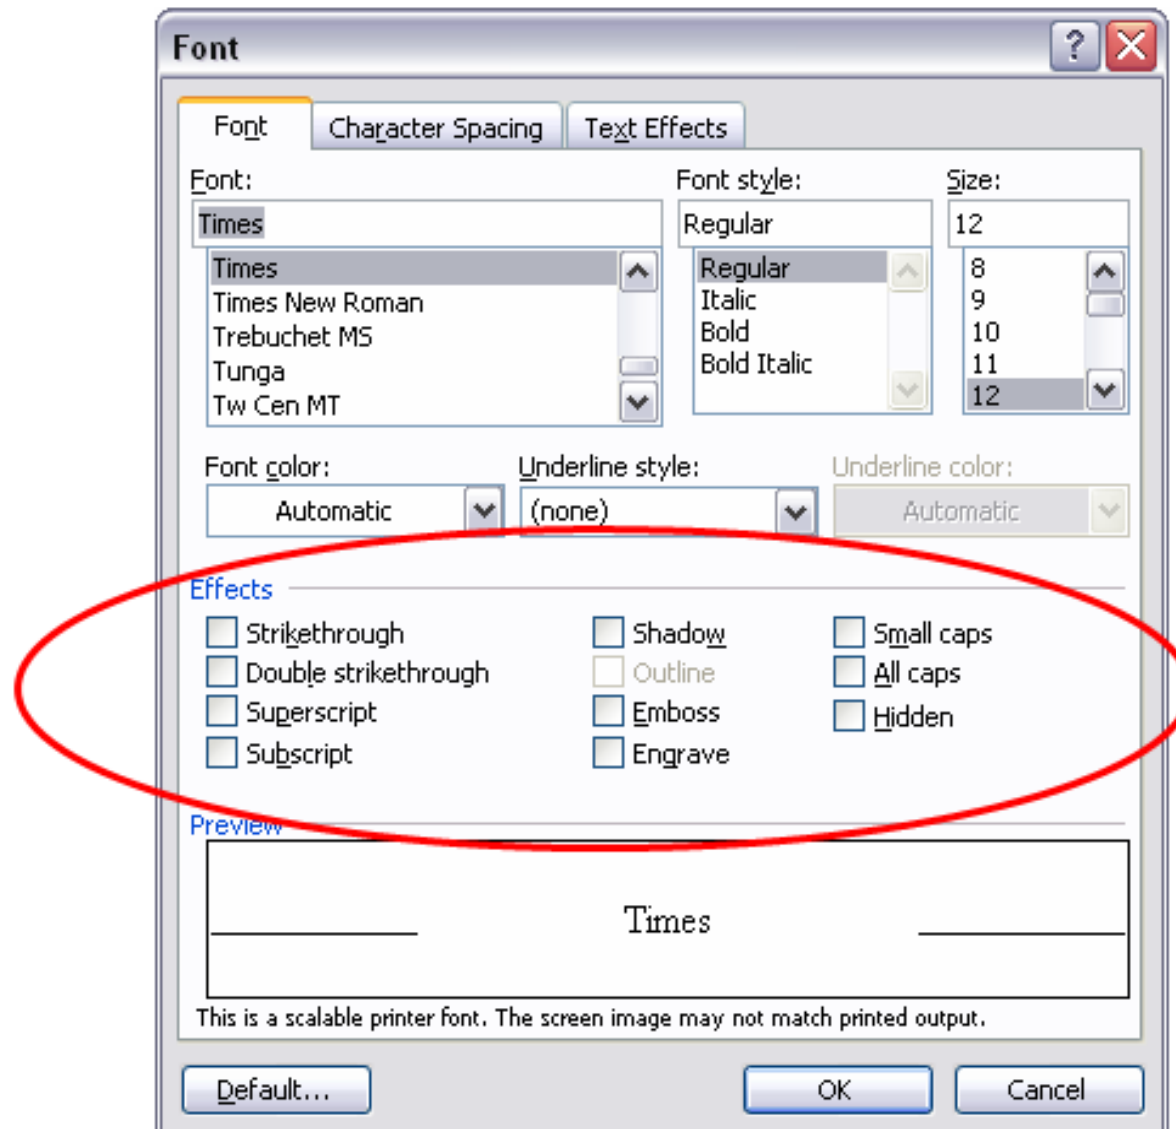 Font
?
Font Character Spacing Text Effects
Font: Font style: Size:
Times Regular 12
Times Regular 8
Times New Roman Italic 9
Trebuchet MS Bold 10
Tunga Bold Italic 11
Tw Cen MT 12
Font color: Underline style: Underline color:
Automatic (none) Automatic
Effects
Strikethrough Shadow Small caps
Double strikethrough Outline All caps
Superscript Emboss Hidden
Subscript Engrave
Preview
Times
This is a scalable printer font. The screen image may not match printed output.
Default... OK Cancel